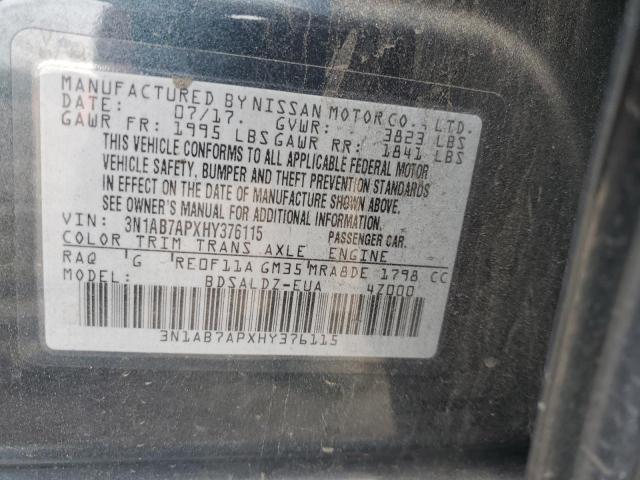 MANUFACTURED BY NISSAN MOTOR CO., LTD.
DATE: 07/17. GVWR: 3823 LBS
GAWR FR: 1995 LBS GAWR RR: 1841 LBS
THIS VEHICLE CONFORMS TO ALL APPLICABLE FEDERAL MOTOR
VEHICLE SAFETY, BUMPER AND THEFT PREVENTION STANDARDS
IN EFFECT ON THE DATE OF MANUFACTURE SHOWN ABOVE.
SEE OWNER'S MANUAL FOR ADDITIONAL INFORMATION.
VIN: 3N1AB7APXHY376115 PASSENGER CAR.
COLOR TRIM TRANS AXLE ENGINE
RAQ G RE0F11A GM35 MRA8DE 1798 CC
MODEL: BDSALDZ-EUA 4Z000
3N1AB7APXHY376115